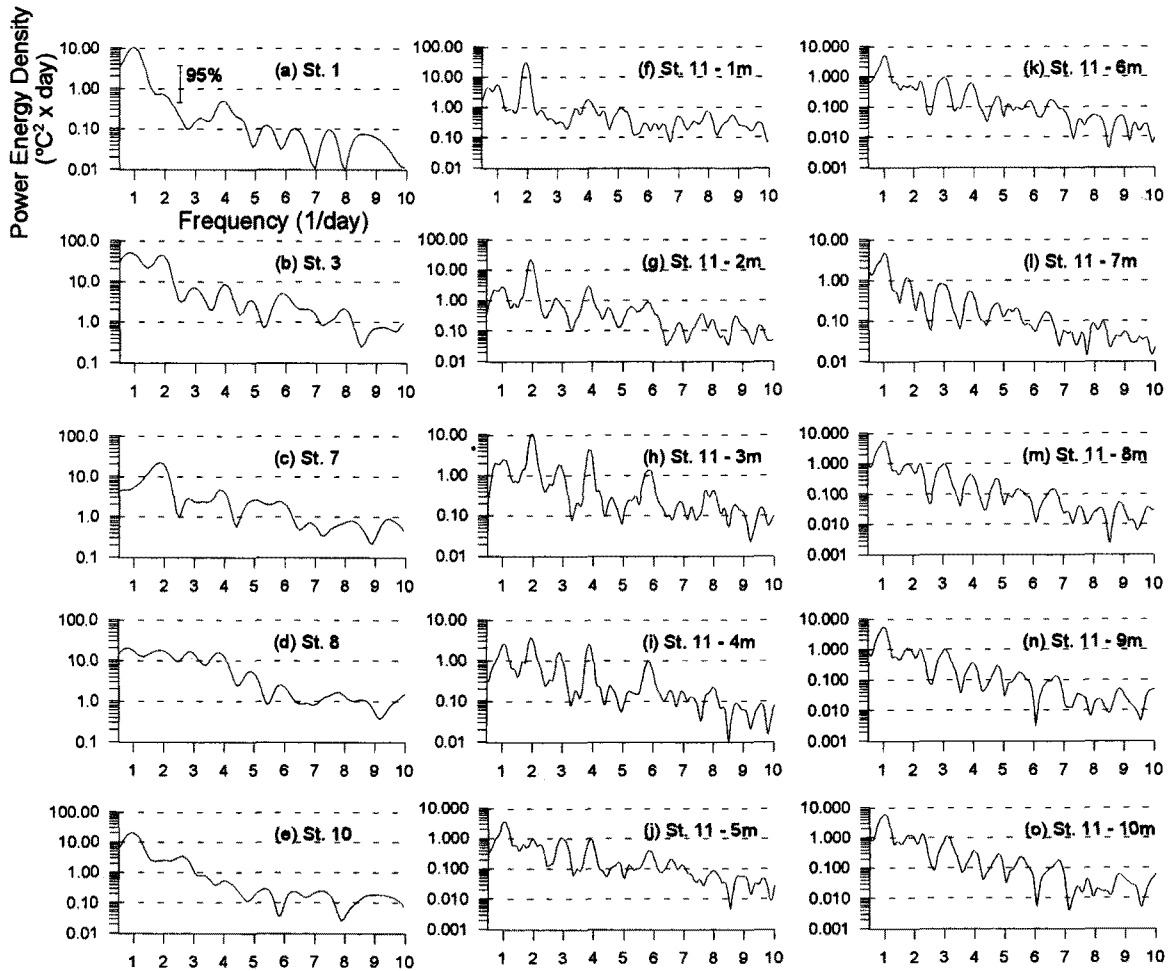 Power Energy Density
(°C² x day)
Frequency (1/day)
10.00
1.00
0.10
0.01
95%
(a) St. 1
1 2 3 4 5 6 7 8 9 10
100.00
10.00
1.00
0.10
0.01
(f) St. 11 - 1m
1 2 3 4 5 6 7 8 9 10
10.000
1.000
0.100
0.010
0.001
(k) St. 11 - 6m
1 2 3 4 5 6 7 8 9 10
100.0
10.0
1.0
0.1
(b) St. 3
1 2 3 4 5 6 7 8 9 10
100.00
10.00
1.00
0.10
0.01
(g) St. 11 - 2m
1 2 3 4 5 6 7 8 9 10
10.00
1.00
0.10
0.01
(l) St. 11 - 7m
1 2 3 4 5 6 7 8 9 10
100.0
10.0
1.0
0.1
(c) St. 7
1 2 3 4 5 6 7 8 9 10
10.00
1.00
0.10
0.01
(h) St. 11 - 3m
1 2 3 4 5 6 7 8 9 10
10.000
1.000
0.100
0.010
0.001
(m) St. 11 - 8m
1 2 3 4 5 6 7 8 9 10
100.0
10.0
1.0
0.1
(d) St. 8
1 2 3 4 5 6 7 8 9 10
10.00
1.00
0.10
0.01
(i) St. 11 - 4m
1 2 3 4 5 6 7 8 9 10
10.000
1.000
0.100
0.010
0.001
(n) St. 11 - 9m
1 2 3 4 5 6 7 8 9 10
100.00
10.00
1.00
0.10
0.01
(e) St. 10
1 2 3 4 5 6 7 8 9 10
10.000
1.000
0.100
0.010
0.001
(j) St. 11 - 5m
1 2 3 4 5 6 7 8 9 10
10.000
1.000
0.100
0.010
0.001
(o) St. 11 - 10m
1 2 3 4 5 6 7 8 9 10